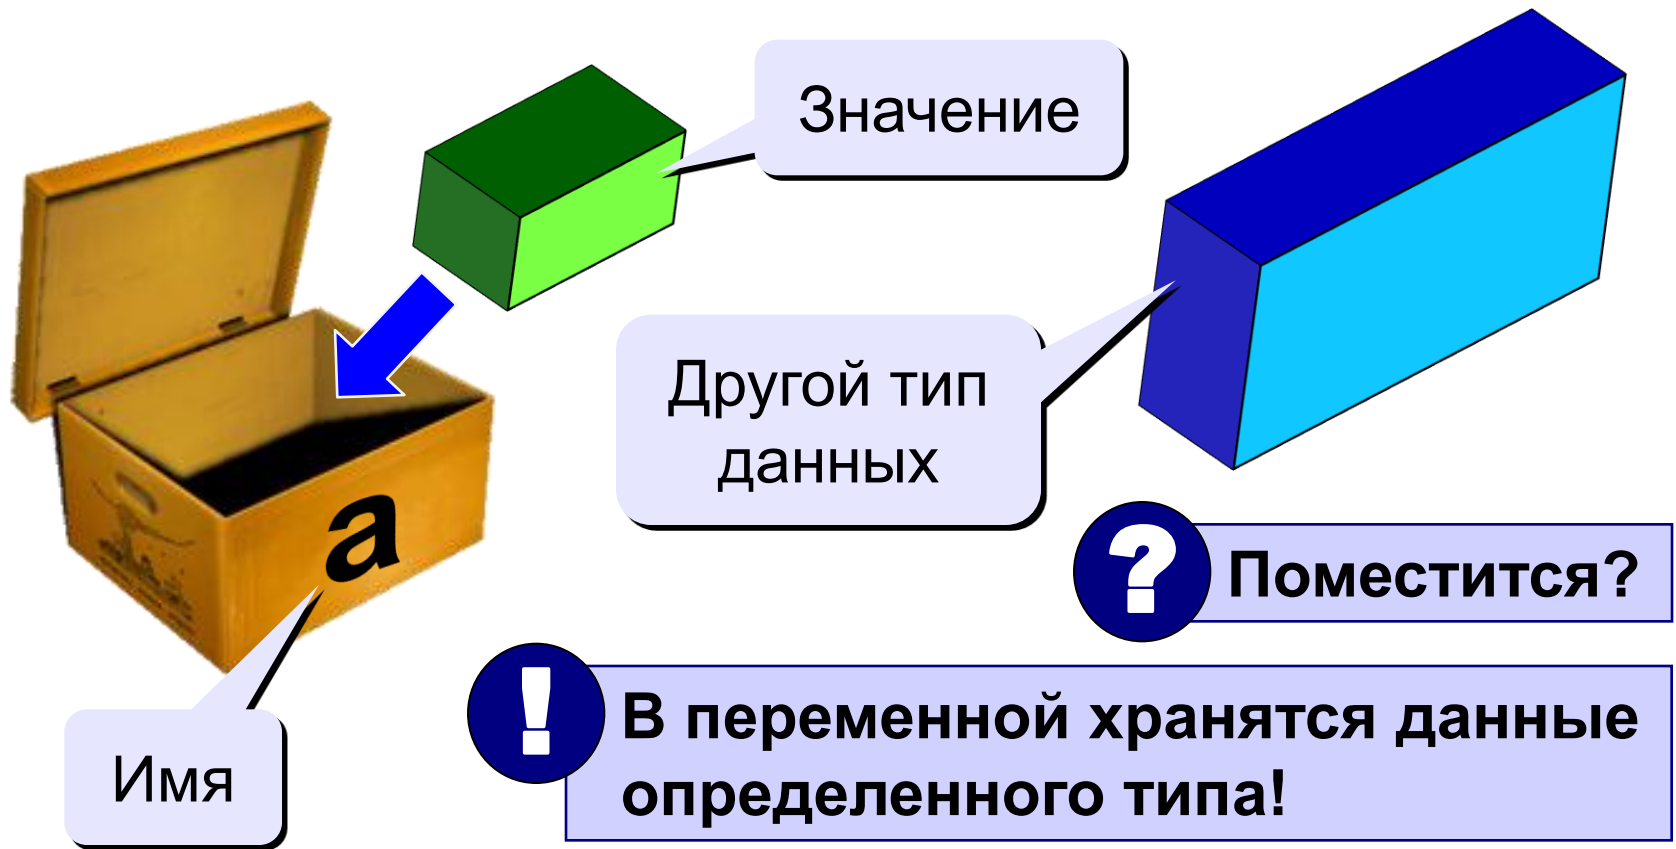 Значение
Другой тип
данных
a
? Поместится?
! В переменной хранятся данные
определенного типа!
Имя